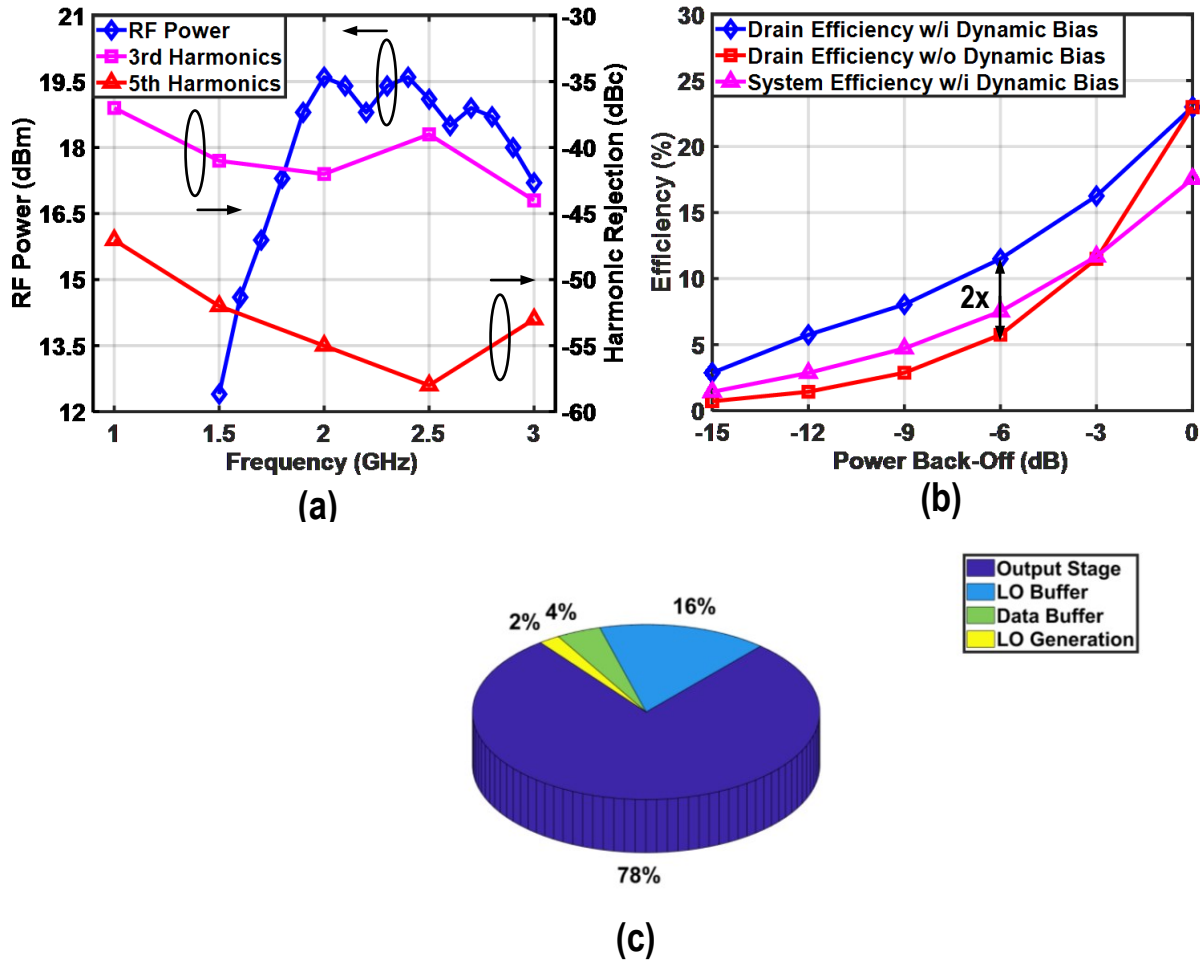 21
19.5
18
16.5
15
13.5
12
RF Power (dBm)
RF Power
3rd Harmonics
5th Harmonics
-30
-35
-40
-45
-50
-55
-60
Harmonic Rejection (dBc)
1
1.5
2
2.5
3
Frequency (GHz)
(a)
30
25
20
15
10
5
0
Efficiency (%)
Drain Efficiency w/i Dynamic Bias
Drain Efficiency w/o Dynamic Bias
System Efficiency w/i Dynamic Bias
2x
-15
-12
-9
-6
-3
0
Power Back-Off (dB)
(b)
Output Stage
LO Buffer
Data Buffer
LO Generation
2%
4%
16%
78%
(c)